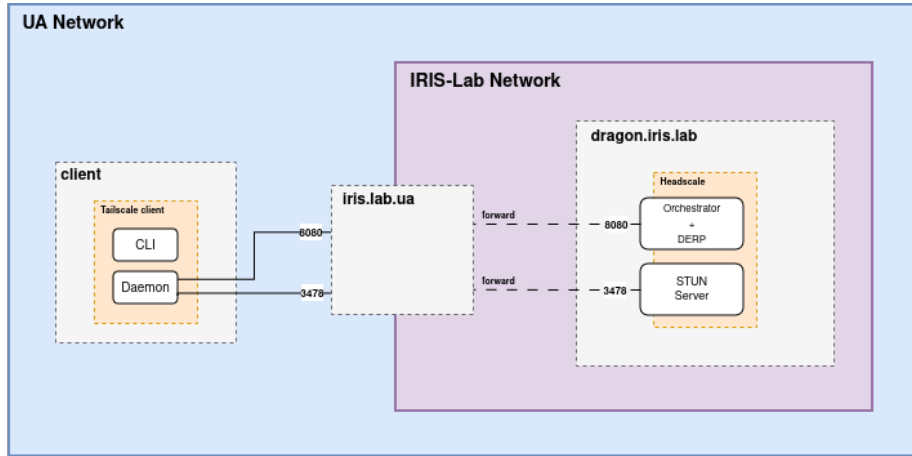 UA Network
IRIS-Lab Network
dragon.iris.lab
client
iris.lab.ua
Tailscale client
CLI
Daemon
8080
3478
forward
forward
8080
3478
Headscale
Orchestrator
+
DERP
STUN
Server